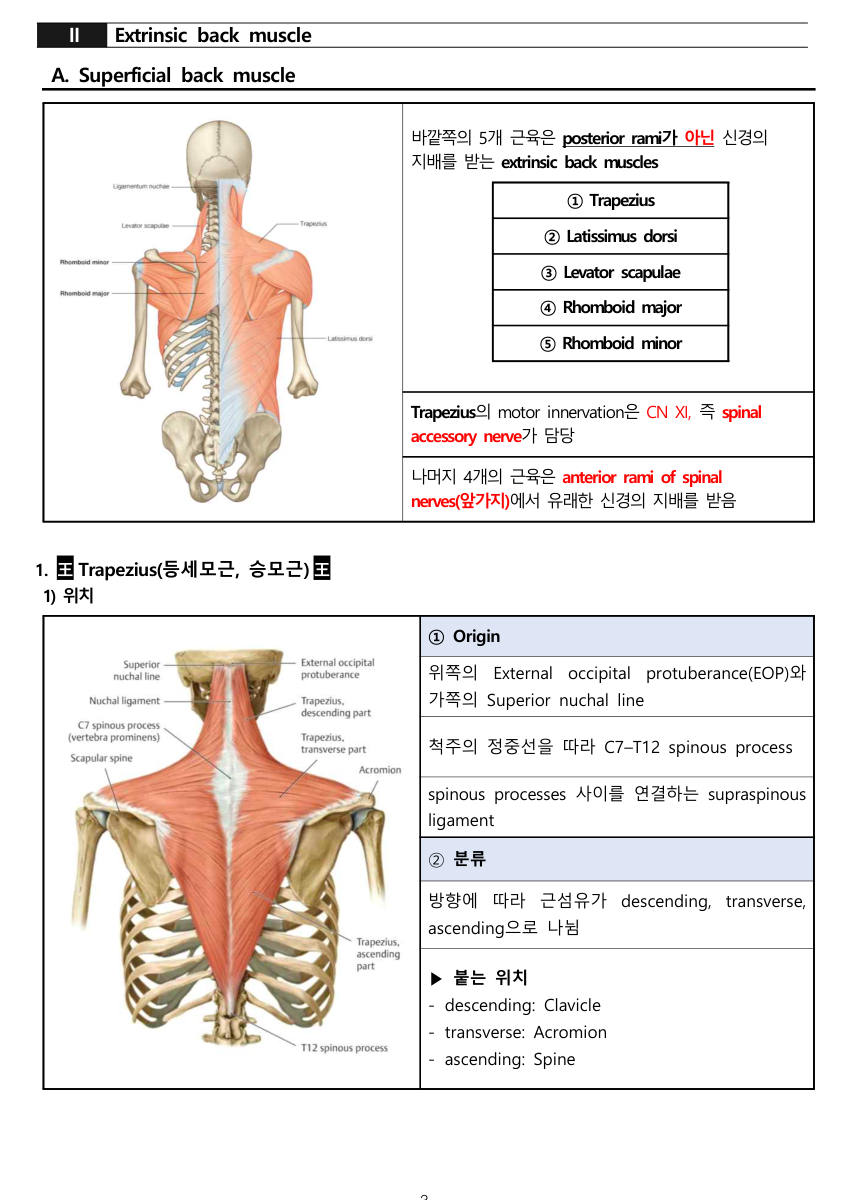 II Extrinsic back muscle
A. Superficial back muscle
Ligamentum nuchae
Levator scapulae
Trapezius
Rhomboid minor
Rhomboid major
Latissimus dorsi
바깥쪽의 5개 근육은 posterior rami가 아닌 신경의
지배를 받는 extrinsic back muscles
① Trapezius
② Latissimus dorsi
③ Levator scapulae
④ Rhomboid major
⑤ Rhomboid minor
Trapezius의 motor innervation은 CN XI, 즉 spinal
accessory nerve가 담당
나머지 4개의 근육은 anterior rami of spinal
nerves(앞가지)에서 유래한 신경의 지배를 받음
1. 王 Trapezius(등세모근, 승모근) 王
1) 위치
Superior
nuchal line
External occipital
protuberance
Nuchal ligament
Trapezius,
descending part
C7 spinous process
(vertebra prominens)
Trapezius,
transverse part
Scapular spine
Acromion
Trapezius,
ascending
part
T12 spinous process
① Origin
위쪽의 External occipital protuberance(EOP)와
가쪽의 Superior nuchal line
척주의 정중선을 따라 C7–T12 spinous process
spinous processes 사이를 연결하는 supraspinous
ligament
② 분류
방향에 따라 근섬유가 descending, transverse,
ascending으로 나뉨
▶ 붙는 위치
- descending: Clavicle
- transverse: Acromion
- ascending: Spine